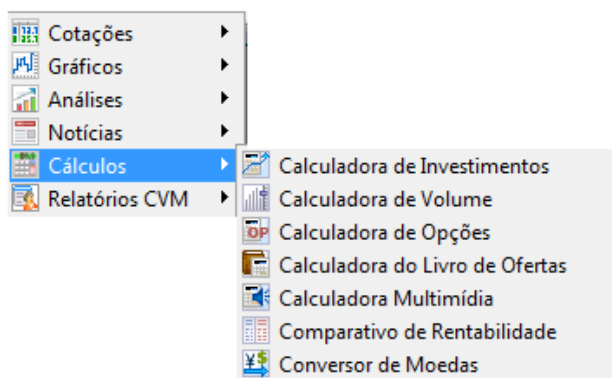 Cotações
Gráficos
Análises
Notícias
Cálculos
Relatórios CVM
Calculadora de Investimentos
Calculadora de Volume
Calculadora de Opções
Calculadora do Livro de Ofertas
Calculadora Multimídia
Comparativo de Rentabilidade
Conversor de Moedas